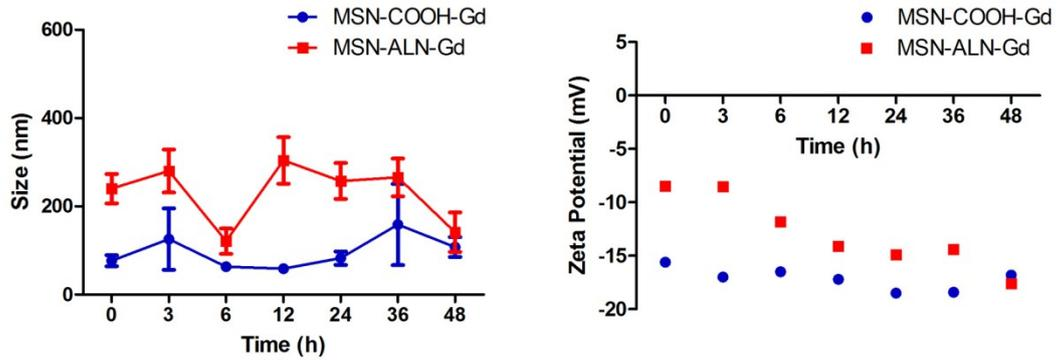 MSN-COOH-Gd
MSN-ALN-Gd
600
400
200
0
Size (nm)
0 3 6 12 24 36 48
Time (h)
MSN-COOH-Gd
MSN-ALN-Gd
5
0
-5
-10
-15
-20
Zeta Potential (mV)
0 3 6 12 24 36 48
Time (h)